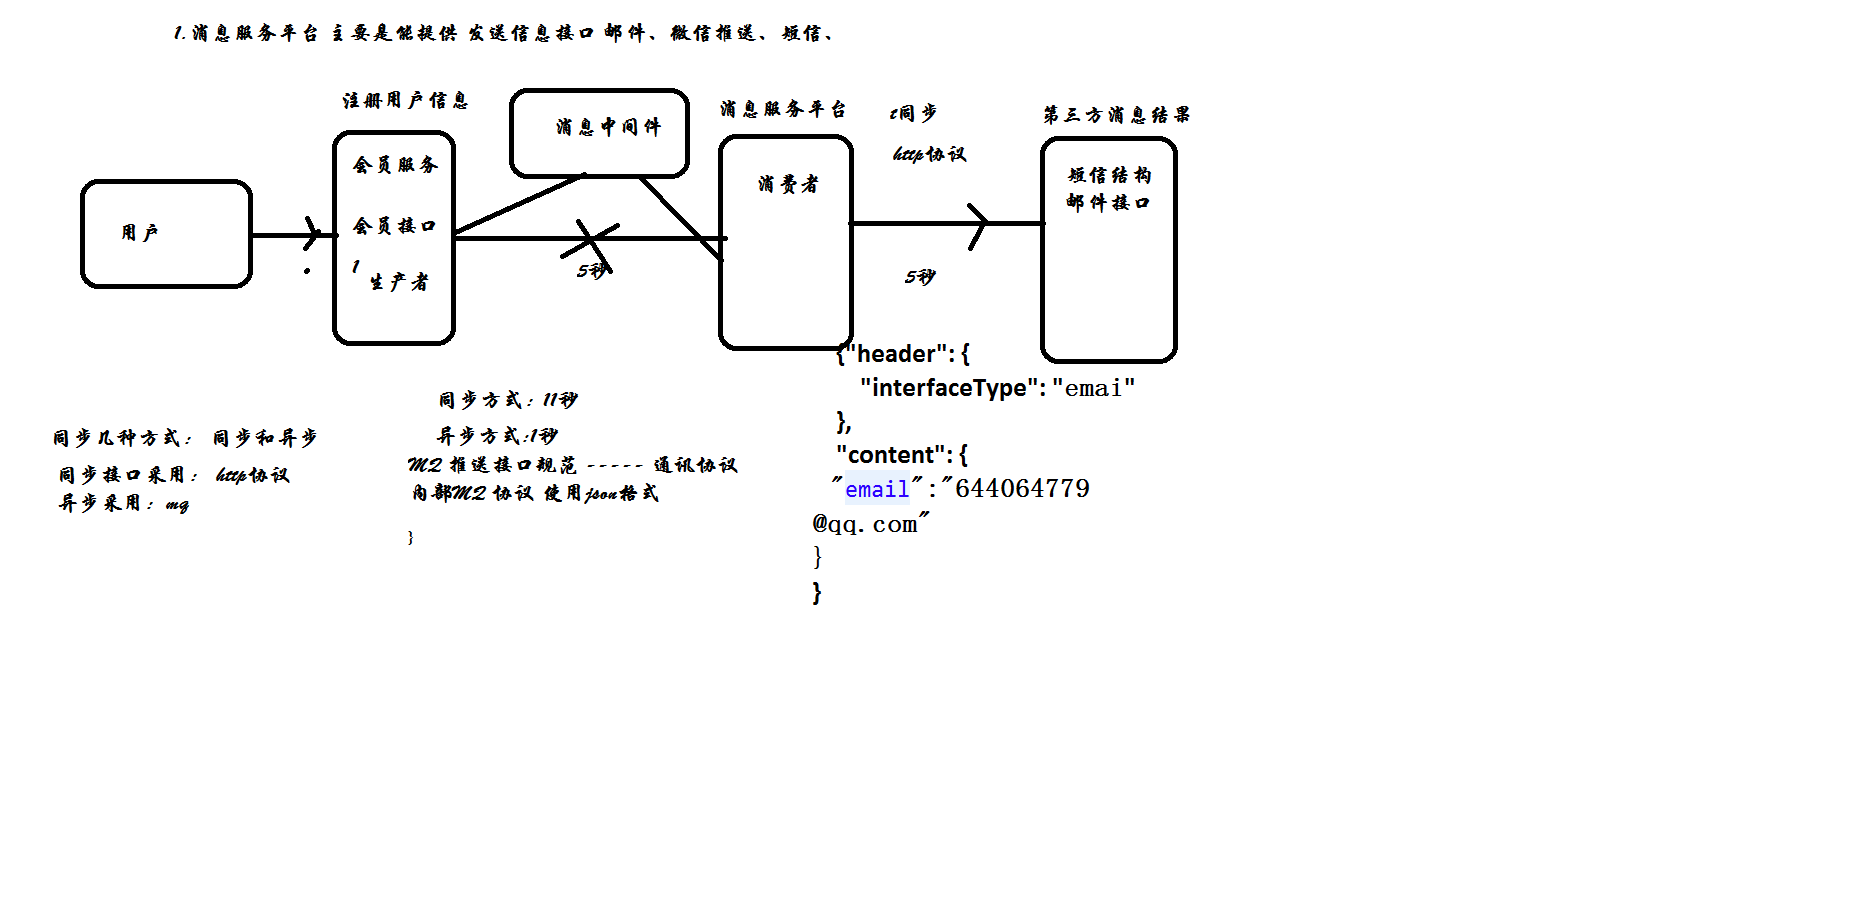 1.消息服务平台 主要是能提供 发送信息接口 邮件、微信推送、短信、
注册用户信息
消息中间件
消息服务平台
t同步
http协议
第三方消息结果
用户
会员服务
会员接口
1
生产者
5秒
消费者
5秒
短信结构
邮件接口
同步几种方式： 同步和异步
同步接口采用： http协议
异步采用：mq
同步方式：11秒
异步方式:1秒
MQ 推送接口规范 ----- 通讯协议
内部MQ 协议 使用json格式
}
{"header": {
"interfaceType": "emai"
},
"content": {
"email":"644064779
@qq.com"
}
}